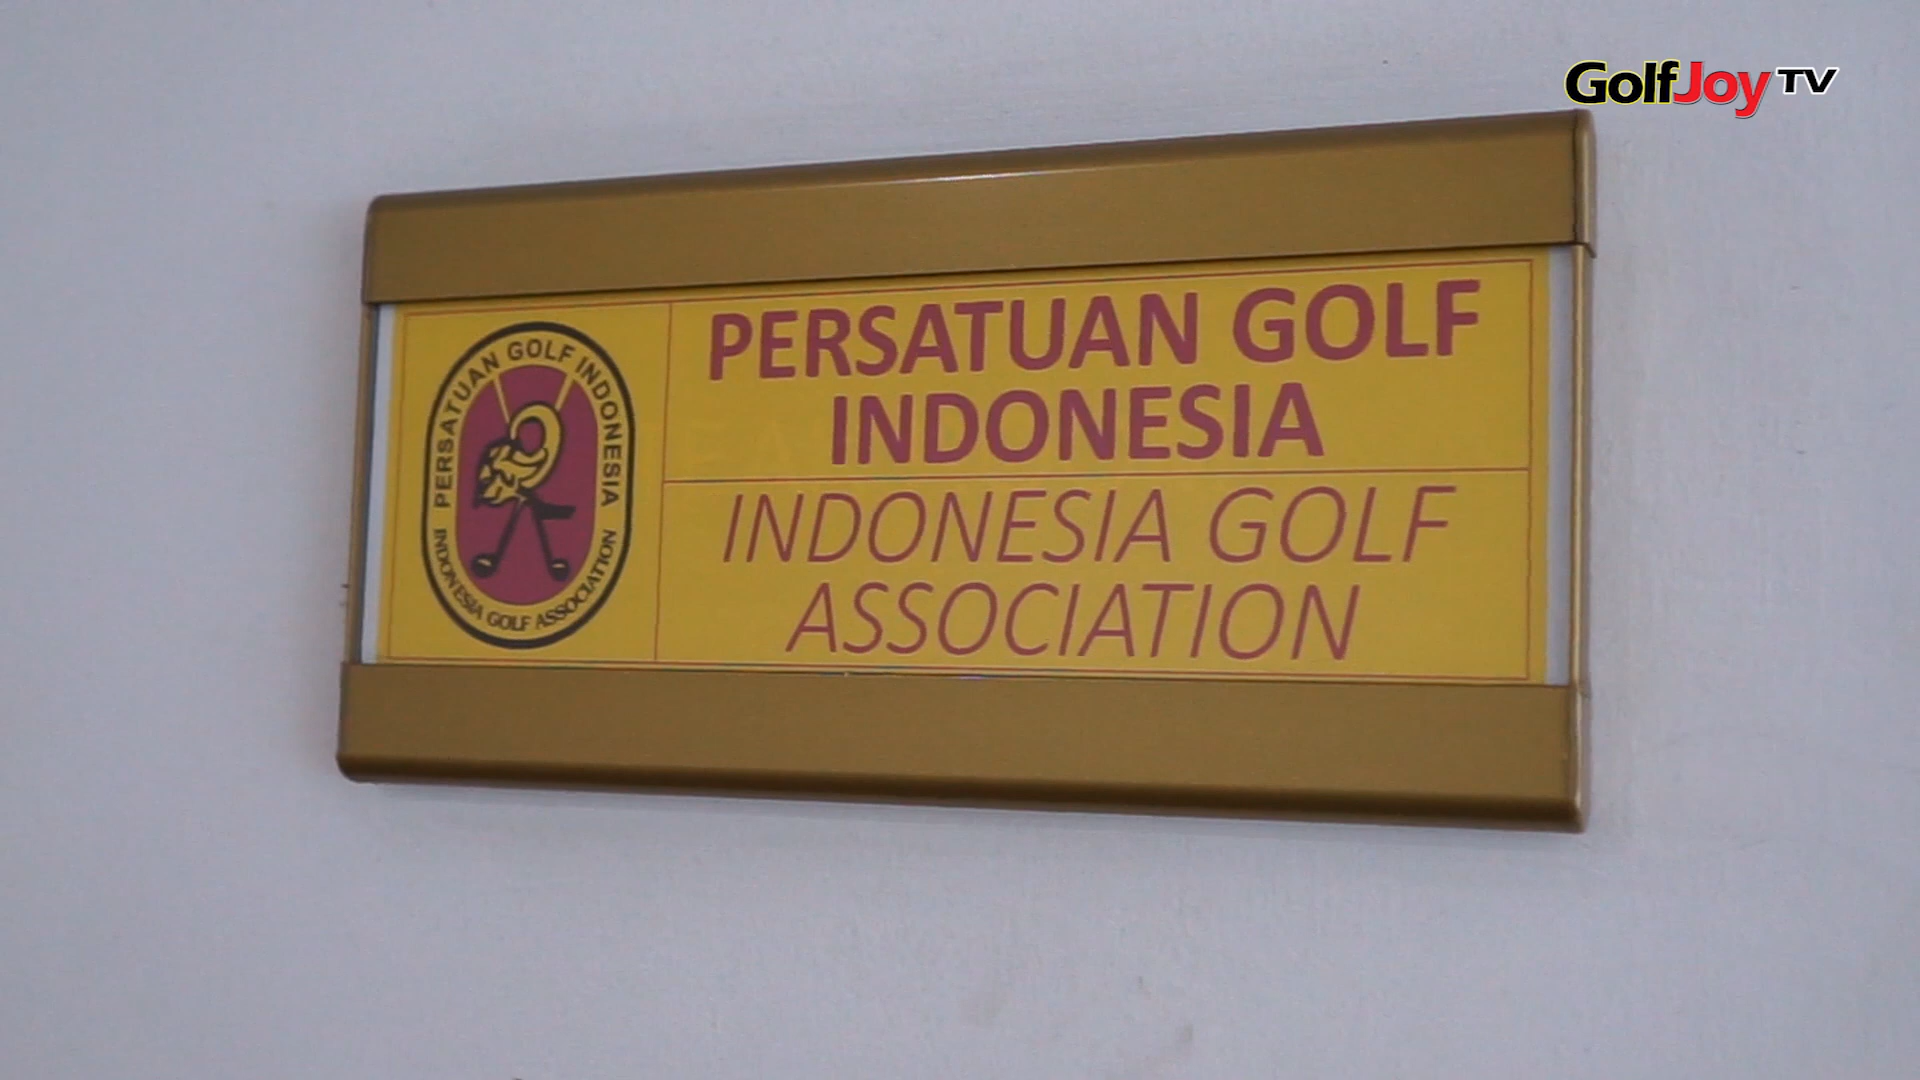 GolfJoy TV
PERSATUAN GOLF INDONESIA
INDONESIA GOLF ASSOCIATION
PERSATUAN GOLF
INDONESIA
INDONESIA GOLF
ASSOCIATION